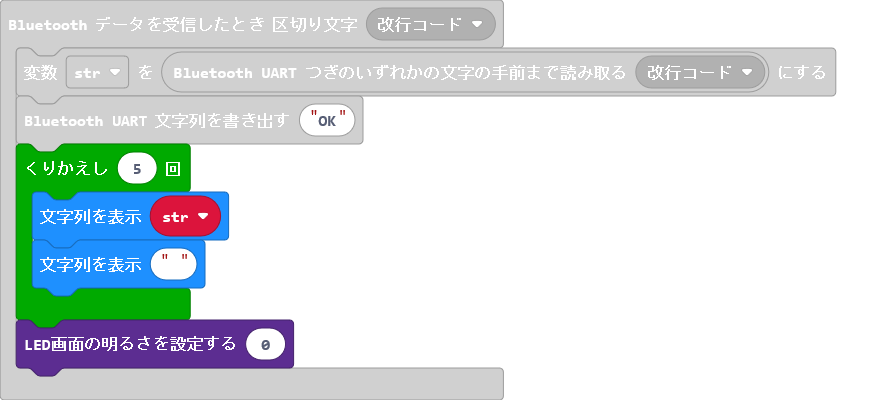 Bluetooth データを受信したとき 区切り文字 改行コード
変数 str を Bluetooth UART つぎのいずれかの文字の手前まで読み取る 改行コード にする
Bluetooth UART 文字列を書き出す "OK"
くりかえし 5 回
文字列を表示 str
文字列を表示 " "
LED画面の明るさを設定する 0